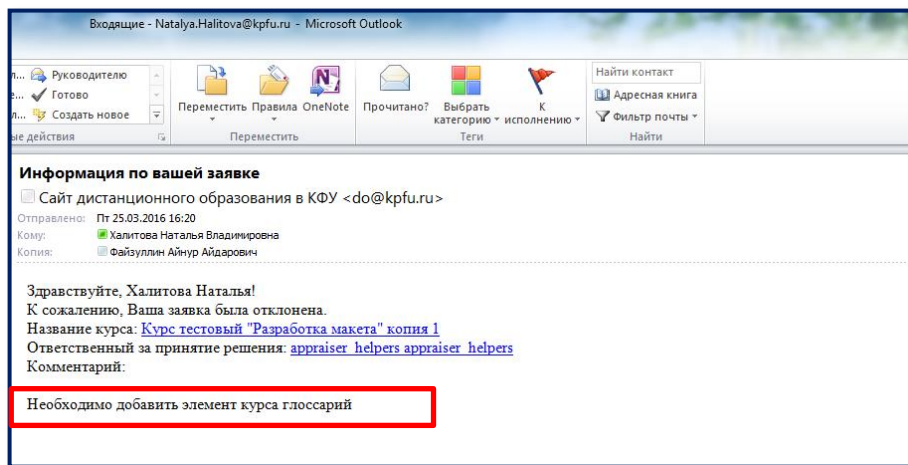 Входящие - Natalya.Halitova@kpfu.ru - Microsoft Outlook
Руководителю
Готово
Создать новое
Переместить Правила OneNote
Переместить
Прочитано? Выбрать категорию К исполнению
Теги
Найти контакт
Адресная книга
Фильтр почты
Найти
действия
Информация по вашей заявке
Сайт дистанционного образования в КФУ <do@kpfu.ru>
Отправлено: Пт 25.03.2016 16:20
Кому: Халитова Наталья Владимировна
Копия: Файзуллин Айнур Айдарович
Здравствуйте, Халитова Наталья!
К сожалению, Ваша заявка была отклонена.
Название курса: Курс тестовый "Разработка макета" копия 1
Ответственный за принятие решения: appraiser_helpers appraiser_helpers
Комментарий:
Необходимо добавить элемент курса глоссарий